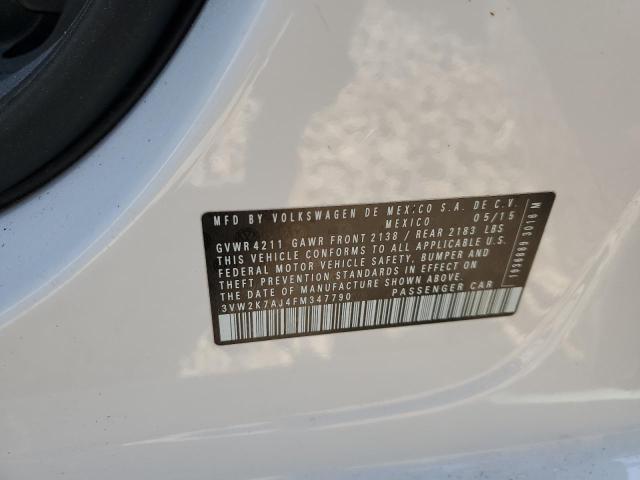 MFD BY VOLKSWAGEN DE MEXICO S.A. DE C.V.
MEXICO 05/15
GVWR 4211 GAWR FRONT 2138 / REAR 2183 LBS
THIS VEHICLE CONFORMS TO ALL APPLICABLE U.S.
FEDERAL MOTOR VEHICLE SAFETY, BUMPER AND
THEFT PREVENTION STANDARDS IN EFFECT ON
THE DATE OF MANUFACTURE SHOWN ABOVE.
3VW2K7AJ4FM347790 PASSENGER CAR
3016 M